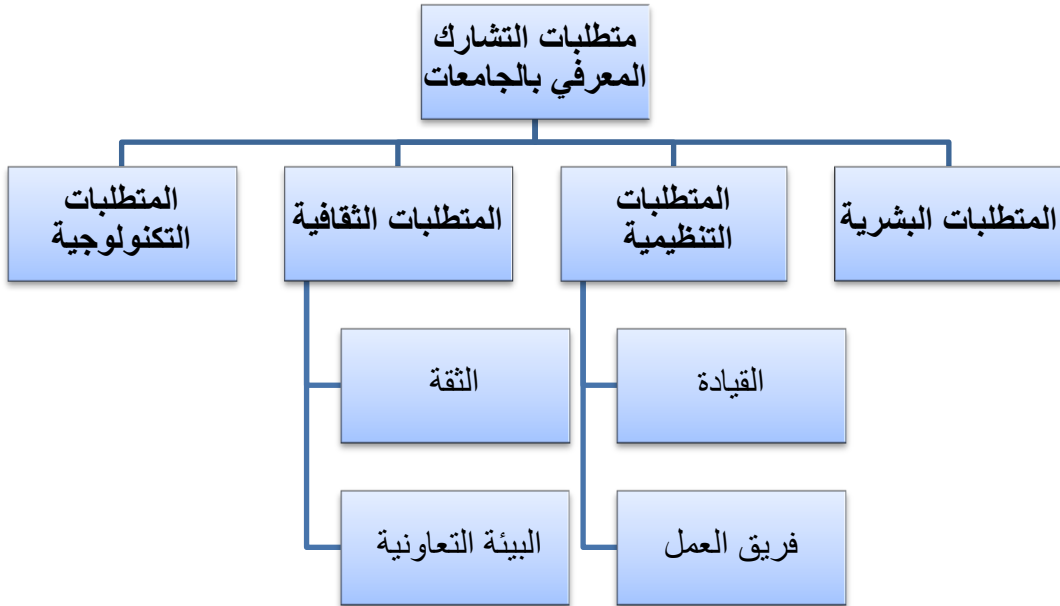 متطلبات التشارك
المعرفي بالجامعات
المتطلبات البشرية
المتطلبات
التنظيمية
المتطلبات الثقافية
المتطلبات
التكنولوجية
القيادة
الثقة
فريق العمل
البيئة التعاونية